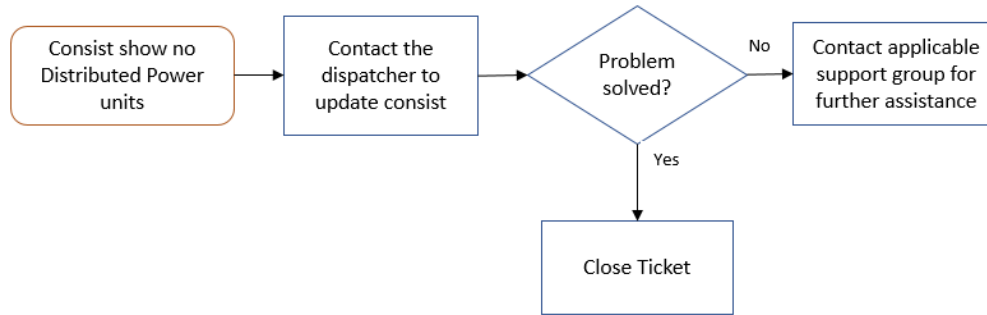 Consist show no
Distributed Power
units
Contact the
dispatcher to
update consist
Problem
solved?
No
Contact applicable
support group for
further assistance
Yes
Close Ticket